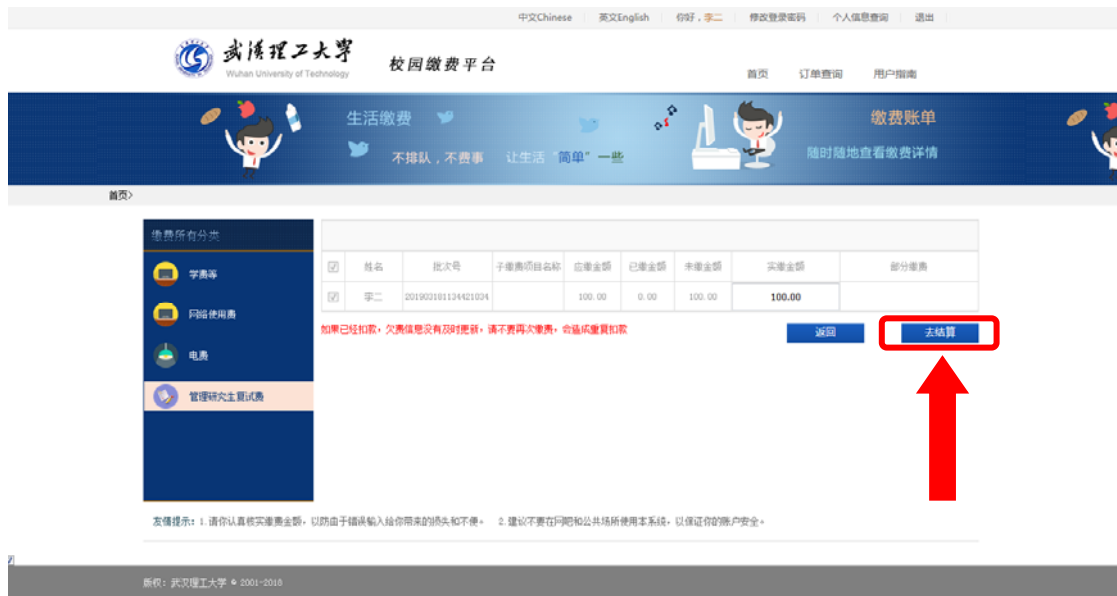 中文Chinese 英文English 你好，李二 修改登录密码 个人信息查询 退出
武汉理工大学
Wuhan University of Technology
校园缴费平台
首页 订单查询 用户指南
生活缴费
不排队，不费事 让生活“简单”一些
缴费账单
随时随地查看缴费详情
首页>
缴费所有分类
学费等
网络使用费
电费
管理研究生复试费
姓名 批次号 子缴费项目名称 应缴金额 已缴金额 未缴金额 实缴金额 部分缴费
李二 201903181134421034 100.00 0.00 100.00 100.00
如果已经扣款，欠费信息没有及时更新，请不要再次缴费，会造成重复扣款
返回 去结算
友情提示：1.请你认真核实缴费金额，以防由于错误输入给你带来的损失和不便。 2.建议不要在网吧和公共场所使用本系统，以保证你的账户安全。
版权：武汉理工大学 © 2001-2018